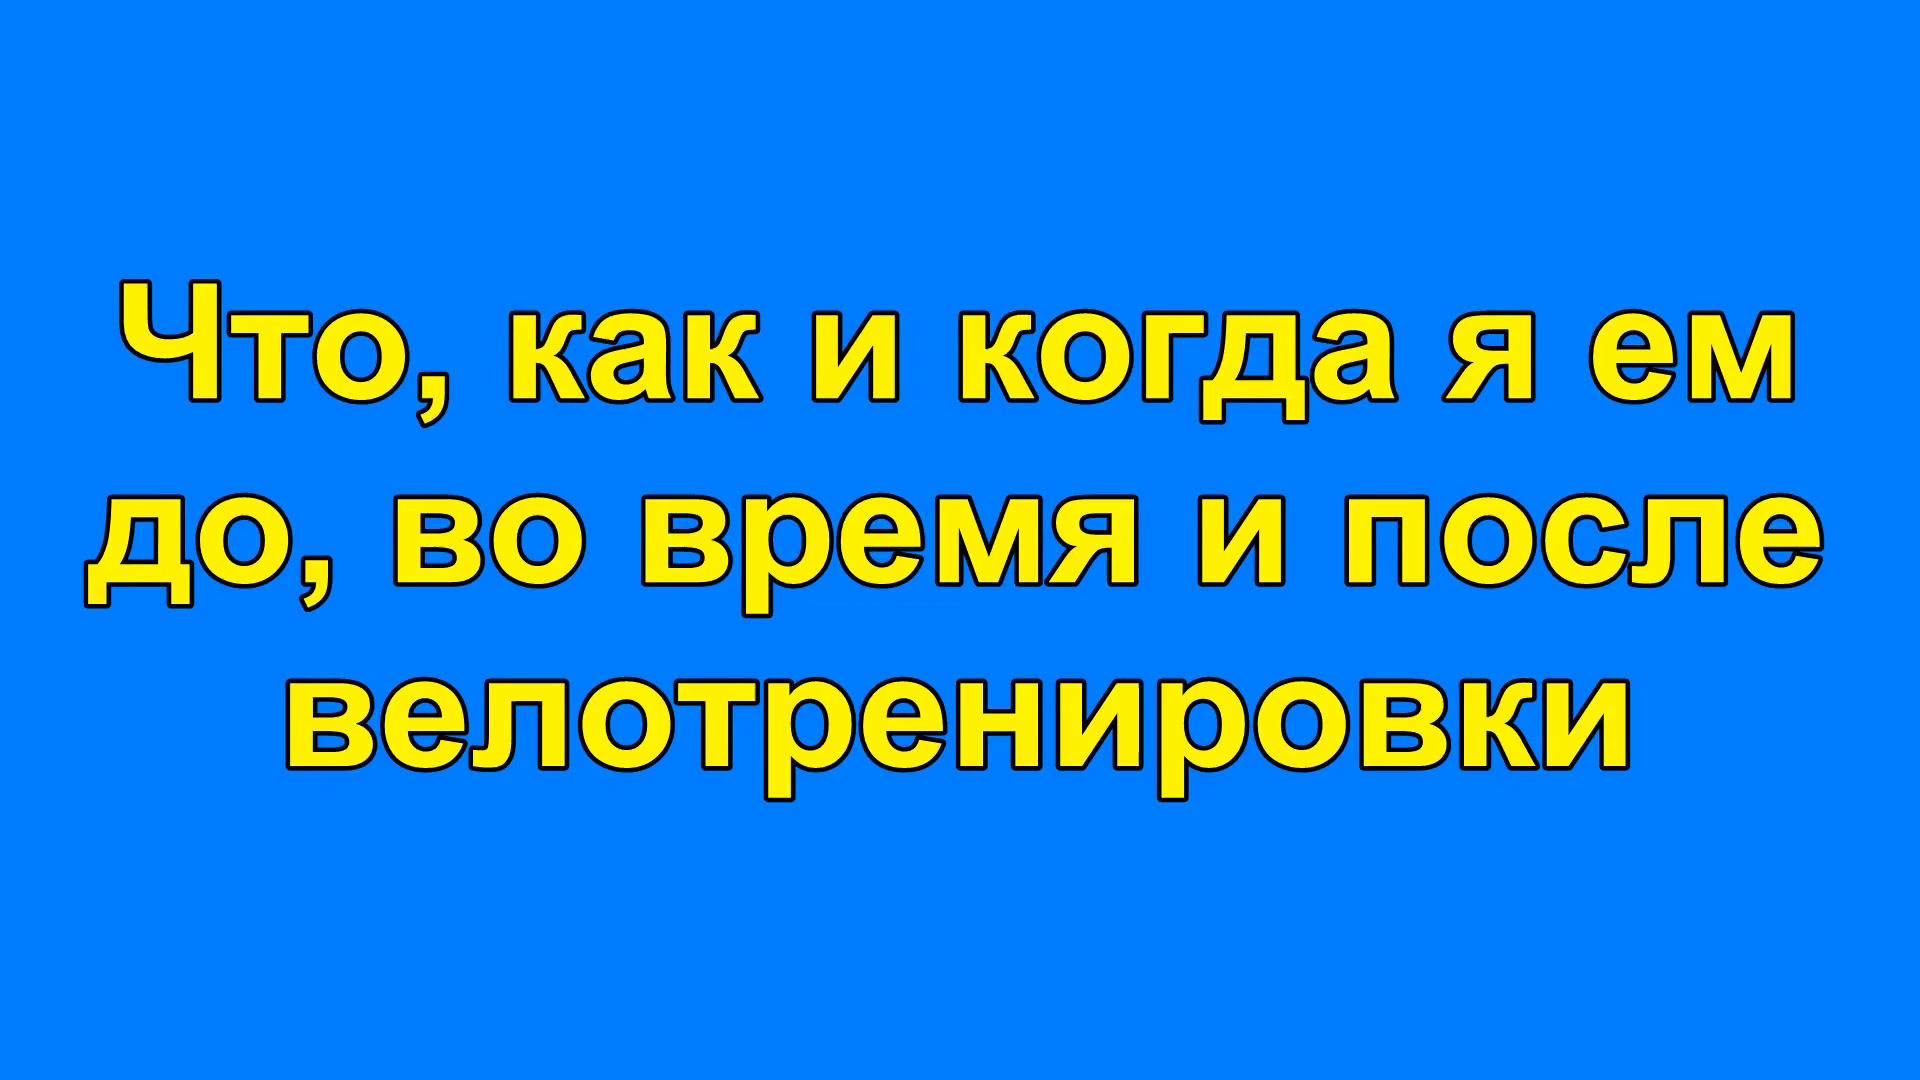 Что, как и когда я ем
до, во время и после
велотренировки